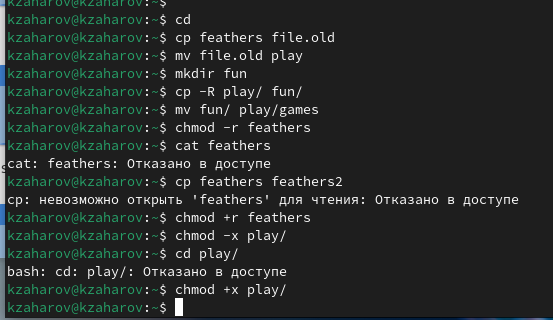 kzaharov@kzaharov:~$
kzaharov@kzaharov:~$ cd
kzaharov@kzaharov:~$ cp feathers file.old
kzaharov@kzaharov:~$ mv file.old play
kzaharov@kzaharov:~$ mkdir fun
kzaharov@kzaharov:~$ cp -R play/ fun/
kzaharov@kzaharov:~$ mv fun/ play/games
kzaharov@kzaharov:~$ chmod -r feathers
kzaharov@kzaharov:~$ cat feathers
cat: feathers: Отказано в доступе
kzaharov@kzaharov:~$ cp feathers feathers2
cp: невозможно открыть 'feathers' для чтения: Отказано в доступе
kzaharov@kzaharov:~$ chmod +r feathers
kzaharov@kzaharov:~$ chmod -x play/
kzaharov@kzaharov:~$ cd play/
bash: cd: play/: Отказано в доступе
kzaharov@kzaharov:~$ chmod +x play/
kzaharov@kzaharov:~$